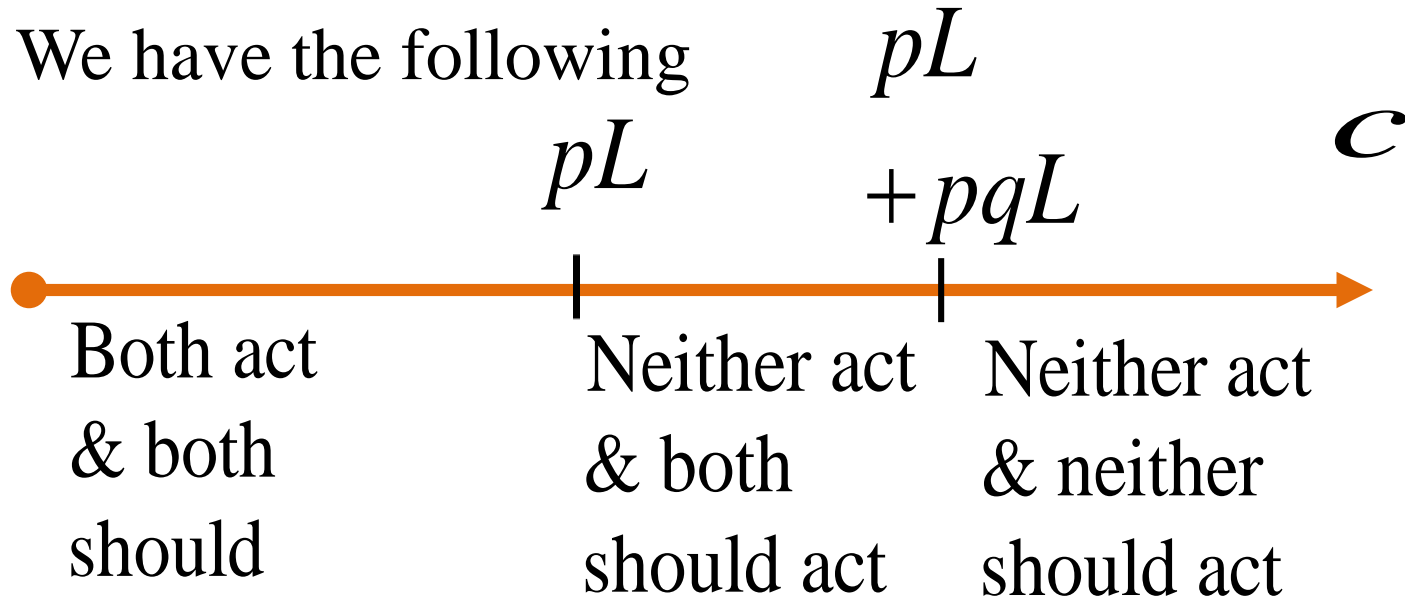 We have the following
pL
pL
+ pqL
c
Both act
& both
should
Neither act
& both
should act
Neither act
& neither
should act